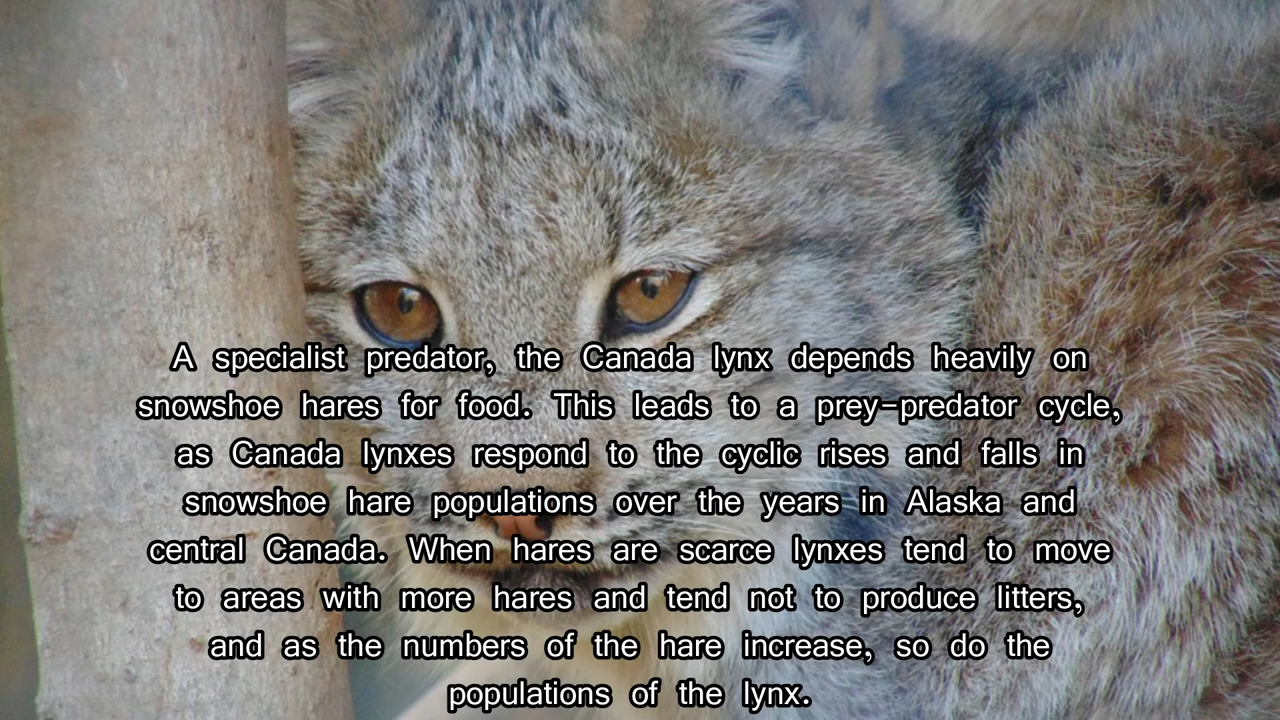 A specialist predator, the Canada lynx depends heavily on
snowshoe hares for food. This leads to a prey-predator cycle,
as Canada lynxes respond to the cyclic rises and falls in
snowshoe hare populations over the years in Alaska and
central Canada. When hares are scarce lynxes tend to move
to areas with more hares and tend not to produce litters,
and as the numbers of the hare increase, so do the
populations of the lynx.